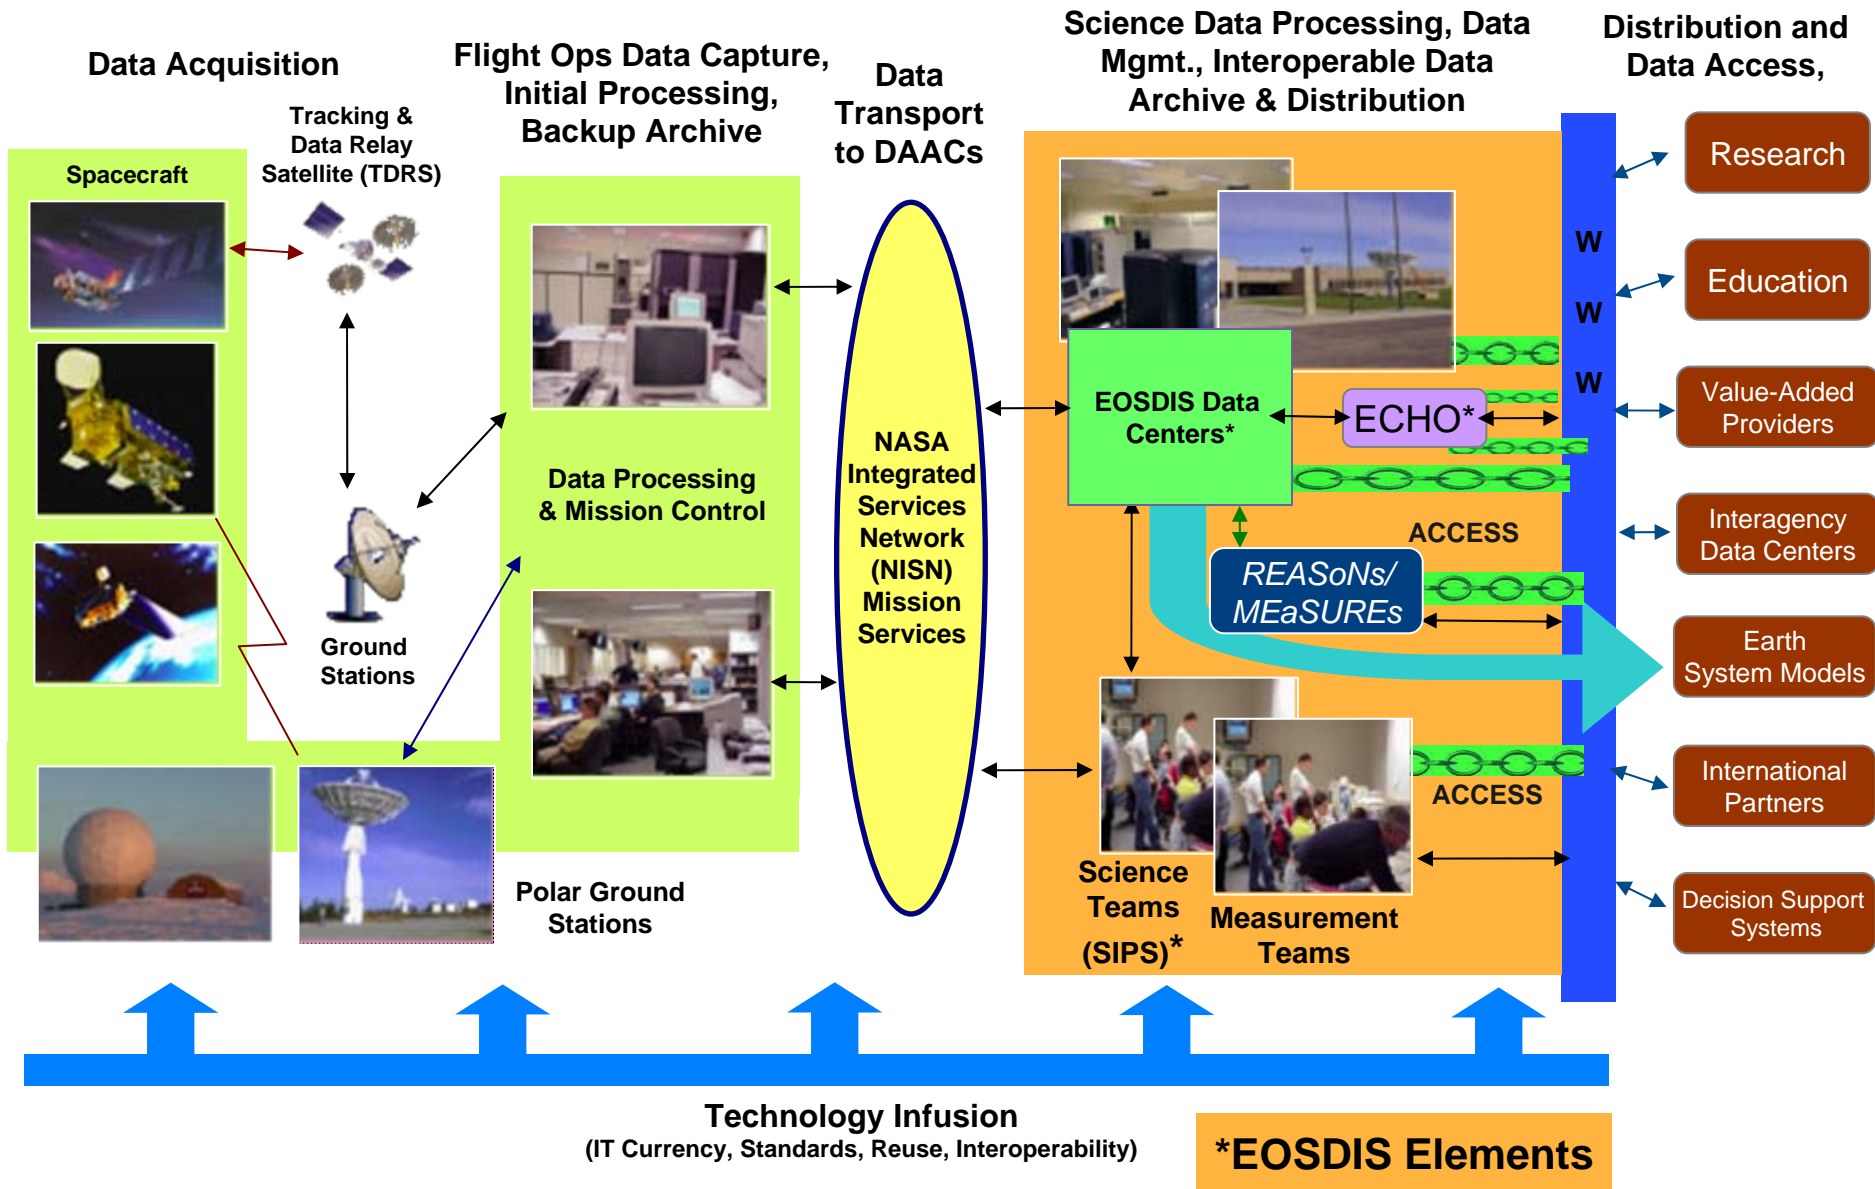 Data Acquisition
Flight Ops Data Capture,
Initial Processing,
Backup Archive
Data
Transport
to DAACs
Science Data Processing, Data
Mgmt., Interoperable Data
Archive & Distribution
Distribution and
Data Access,
Spacecraft
Tracking &
Data Relay
Satellite (TDRS)
Ground
Stations
Polar Ground
Stations
Data Processing
& Mission Control
NASA
Integrated
Services
Network
(NISN)
Mission
Services
EOSDIS Data
Centers*
ECHO*
ACCESS
REASoNs/
MEaSUREs
ACCESS
Science
Teams
(SIPS)*
Measurement
Teams
W
W
W
Research
Education
Value-Added
Providers
Interagency
Data Centers
Earth
System Models
International
Partners
Decision Support
Systems
Technology Infusion
(IT Currency, Standards, Reuse, Interoperability)
*EOSDIS Elements